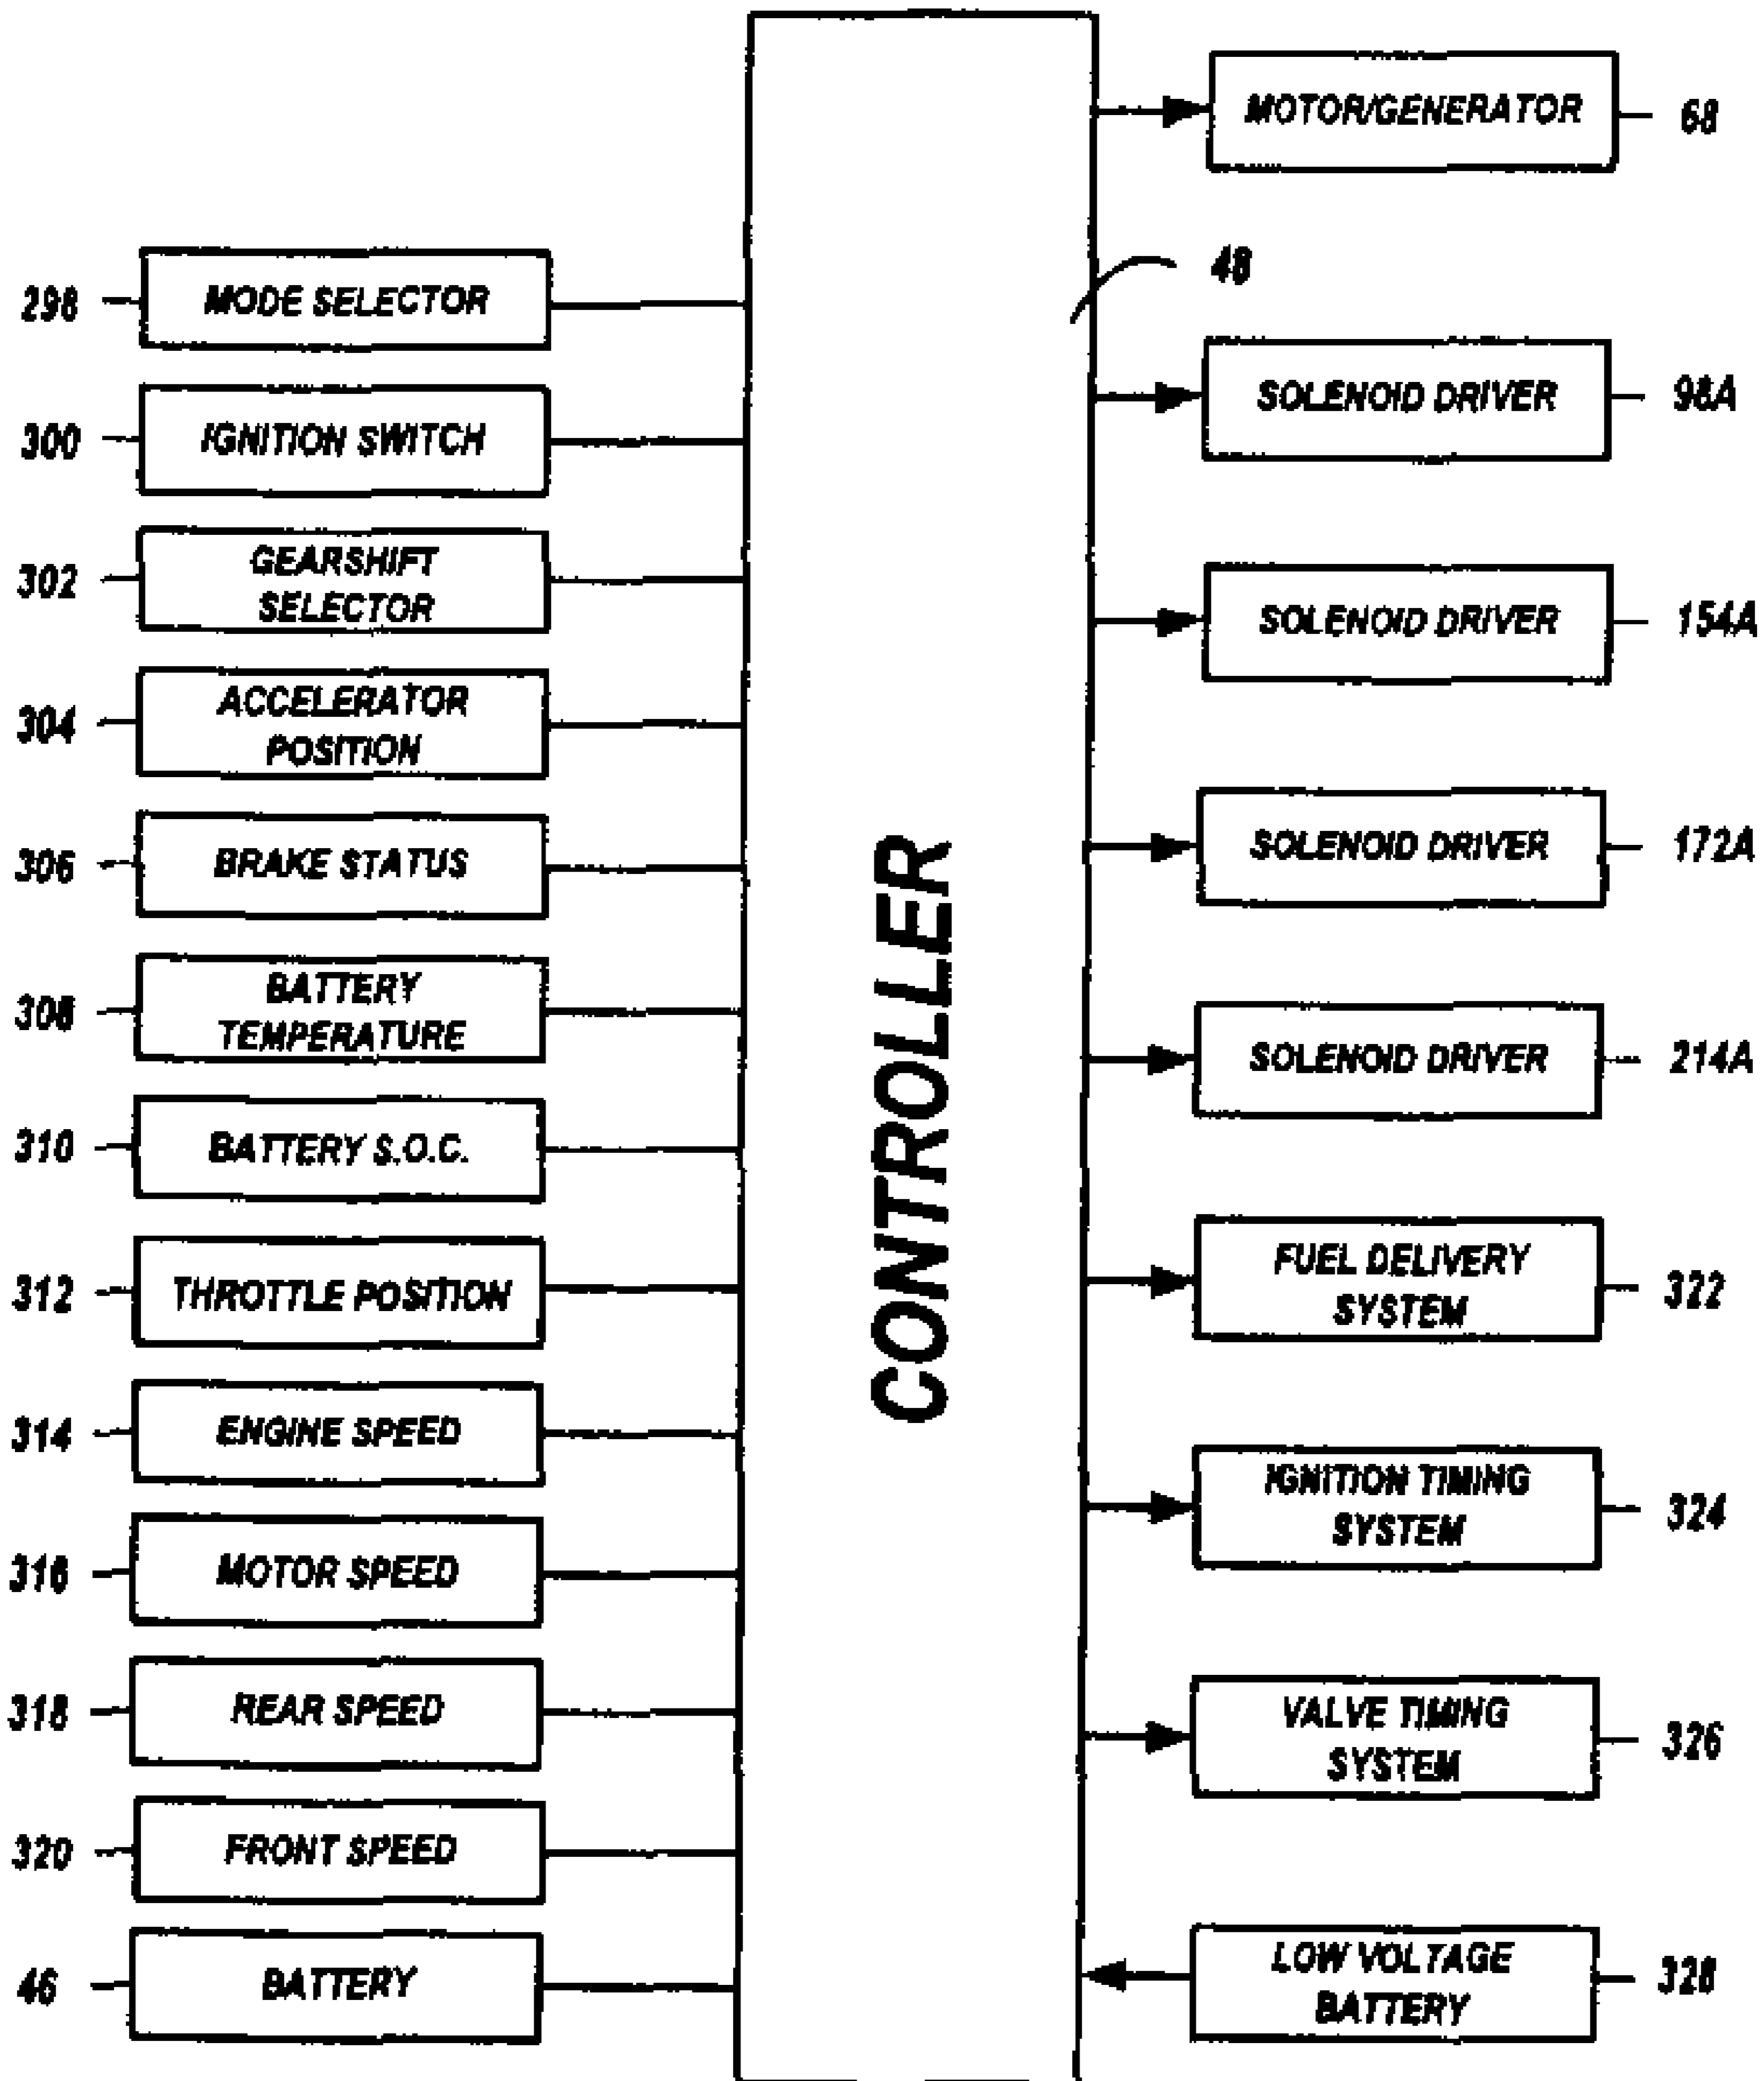 MOTOR/GENERATOR
68
48
298
MODE SELECTOR
300
IGNITION SWITCH
302
GEARSHIFT
SELECTOR
304
ACCELERATOR
POSITION
306
BRAKE STATUS
308
BATTERY
TEMPERATURE
310
BATTERY S.O.C.
312
THROTTLE POSITION
314
ENGINE SPEED
316
MOTOR SPEED
318
REAR SPEED
320
FRONT SPEED
46
BATTERY
CONTROLLER
SOLENOID DRIVER
98A
SOLENOID DRIVER
154A
SOLENOID DRIVER
172A
SOLENOID DRIVER
214A
FUEL DELIVERY
SYSTEM
322
IGNITION TIMING
SYSTEM
324
VALVE TIMING
SYSTEM
326
LOW VOLTAGE
BATTERY
328